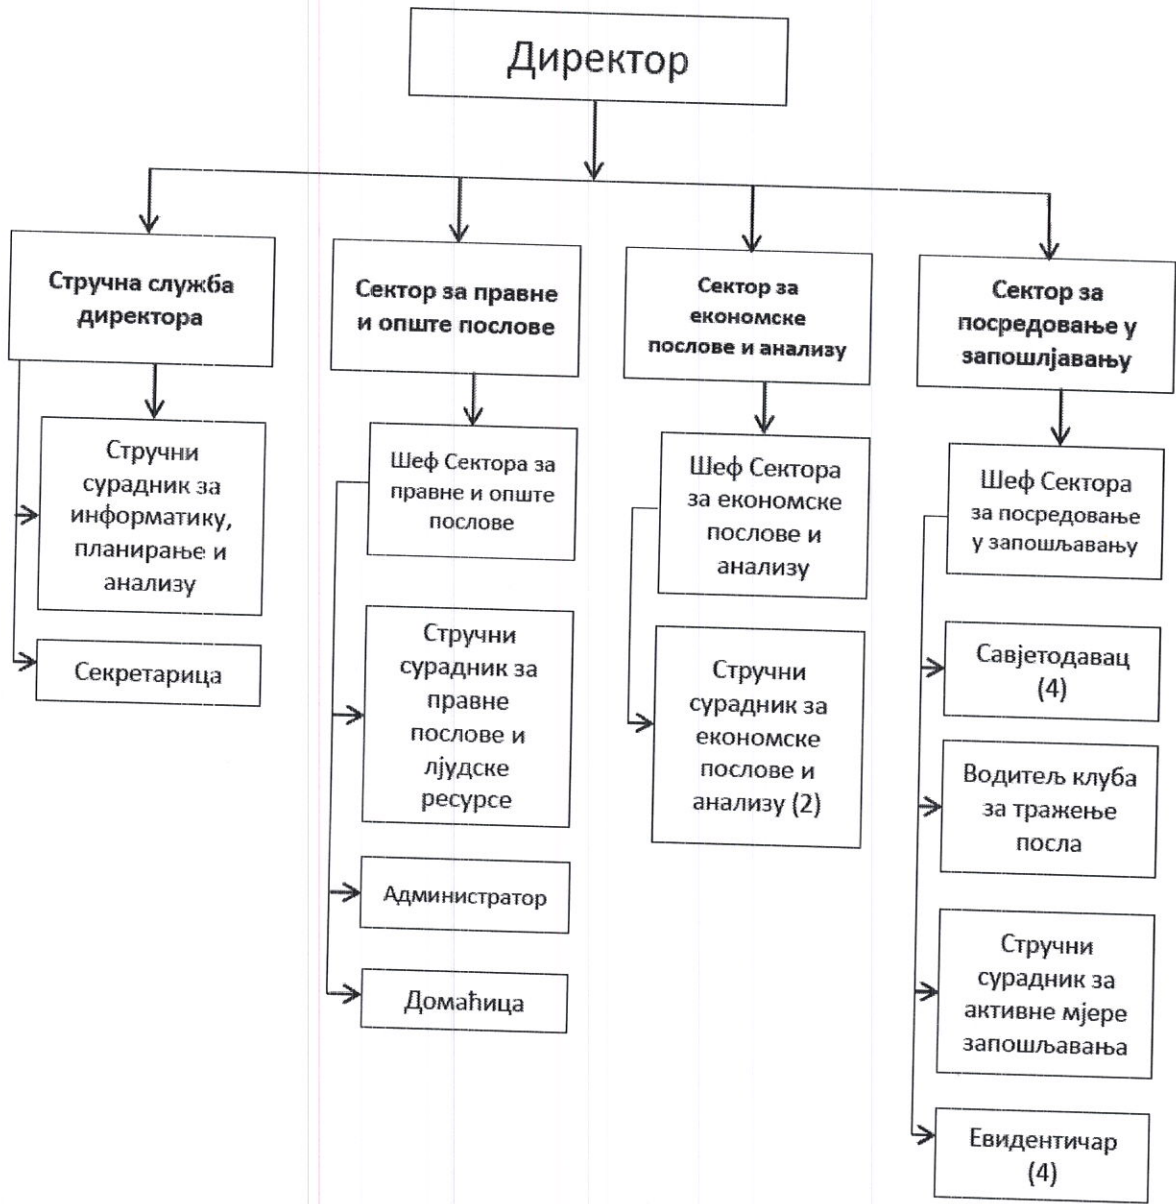 Директор
Стручна служба
директора
Стручни
сурадник за
информатику,
планирање и
анализу
Секретарица
Сектор за правне
и опште послове
Шеф Сектора за
правне и опште
послове
Стручни
сурадник за
правне
послове и
лјудске
ресурсе
Администратор
Домаћица
Сектор за
економске
послове и анализу
Шеф Сектора
за економске
послове и
анализу
Стручни
сурадник за
економске
послове и
анализу (2)
Сектор за
посредовање у
запошлјавању
Шеф Сектора
за посредовање
у запошљавању
Савјетодавац
(4)
Водитељ клуба
за тражење
посла
Стручни
сурадник за
активне мјере
запошљавања
Евидентичар
(4)